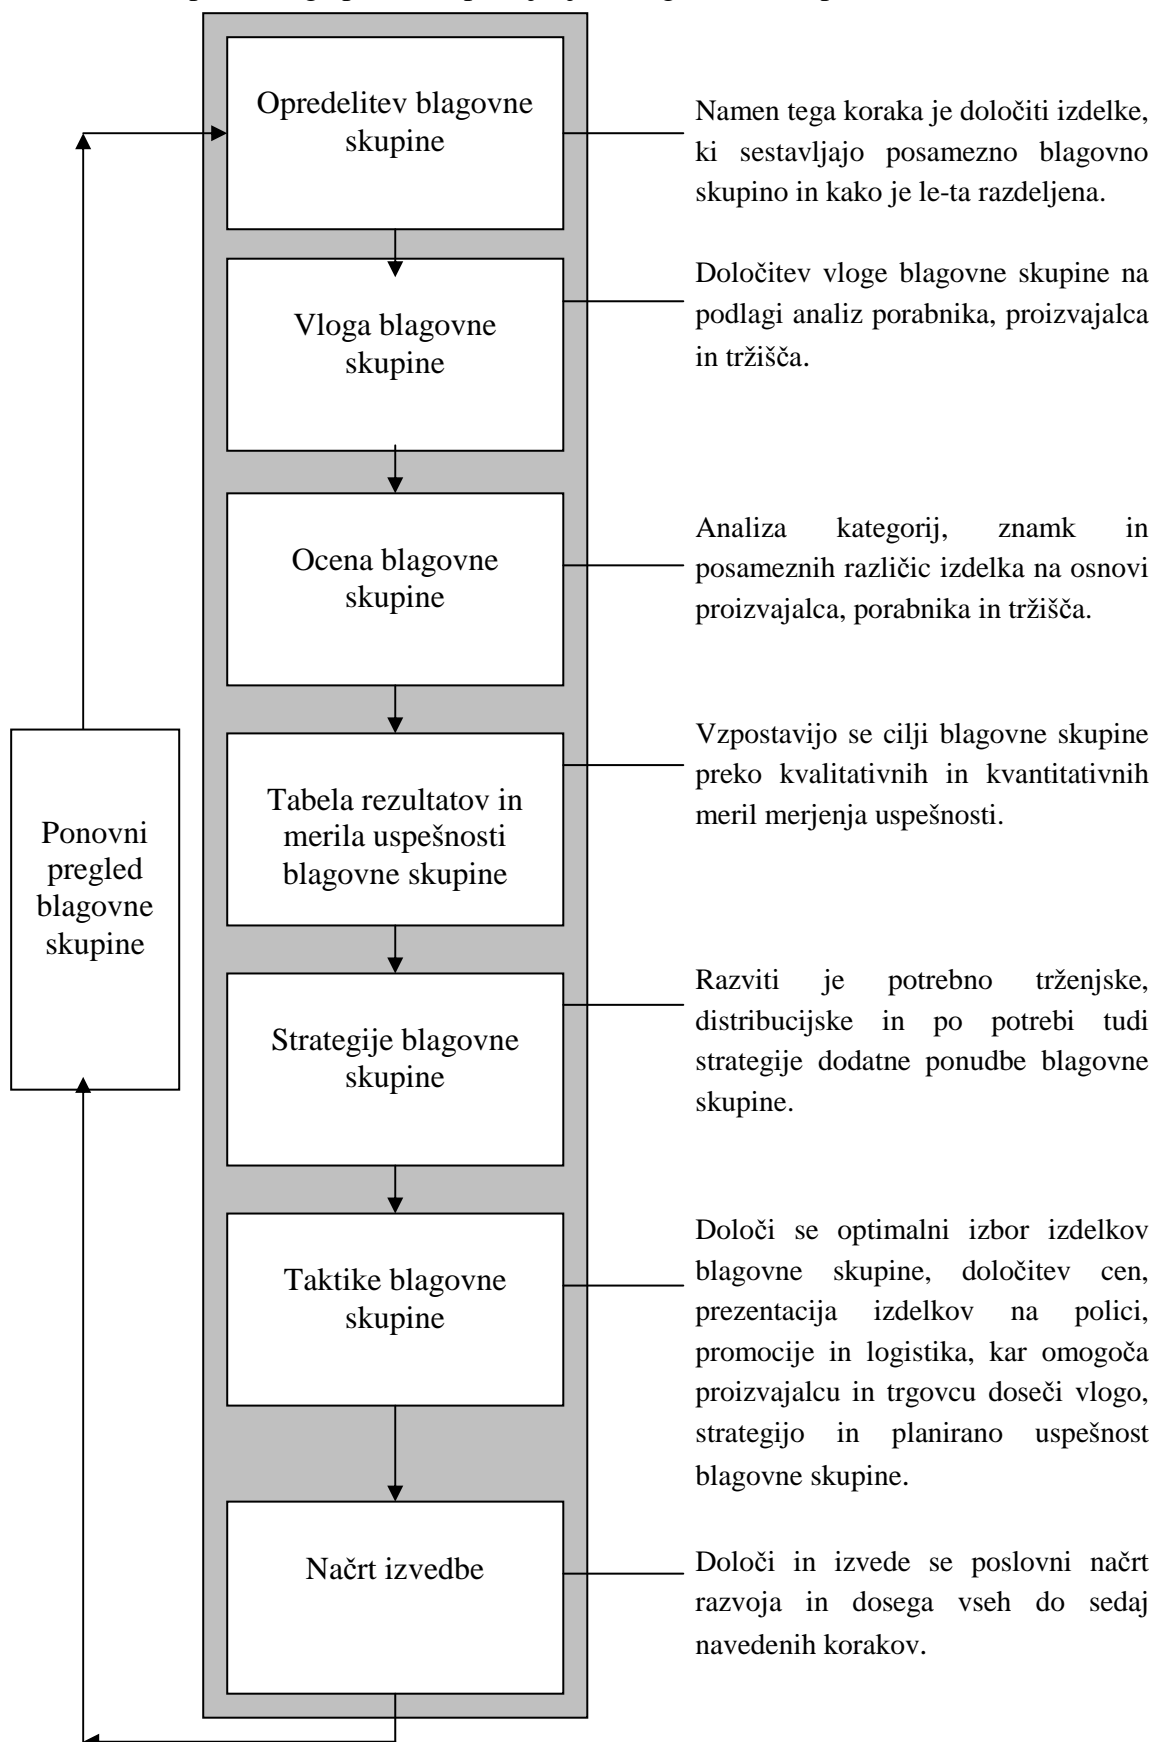 Opredelitev blagovne
skupine
Namen tega koraka je določiti izdelke,
ki sestavljajo posamezno blagovno
skupino in kako je le-ta razdeljena.
Vloga blagovne
skupine
Določitev vloge blagovne skupine na
podlagi analiz porabnika, proizvajalca
in tržišča.
Ocena blagovne
skupine
Analiza kategorij, znamk in
posameznih različic izdelka na osnovi
proizvajalca, porabnika in tržišča.
Tabela rezultatov in
merila uspešnosti
blagovne skupine
Vzpostavijo se cilji blagovne skupine
preko kvalitativnih in kvantitativnih
meril merjenja uspešnosti.
Ponovni
pregled
blagovne
skupine
Strategije blagovne
skupine
Razviti je potrebno trženjske,
distribucijske in po potrebi tudi
strategije dodatne ponudbe blagovne
skupine.
Taktike blagovne
skupine
Določi se optimalni izbor izdelkov
blagovne skupine, določitev cen,
prezentacija izdelkov na polici,
promocije in logistika, kar omogoča
proizvajalcu in trgovcu doseči vlogo,
strategijo in planirano uspešnost
blagovne skupine.
Načrt izvedbe
Določi in izvede se poslovni načrt
razvoja in dosega vseh do sedaj
navedenih korakov.